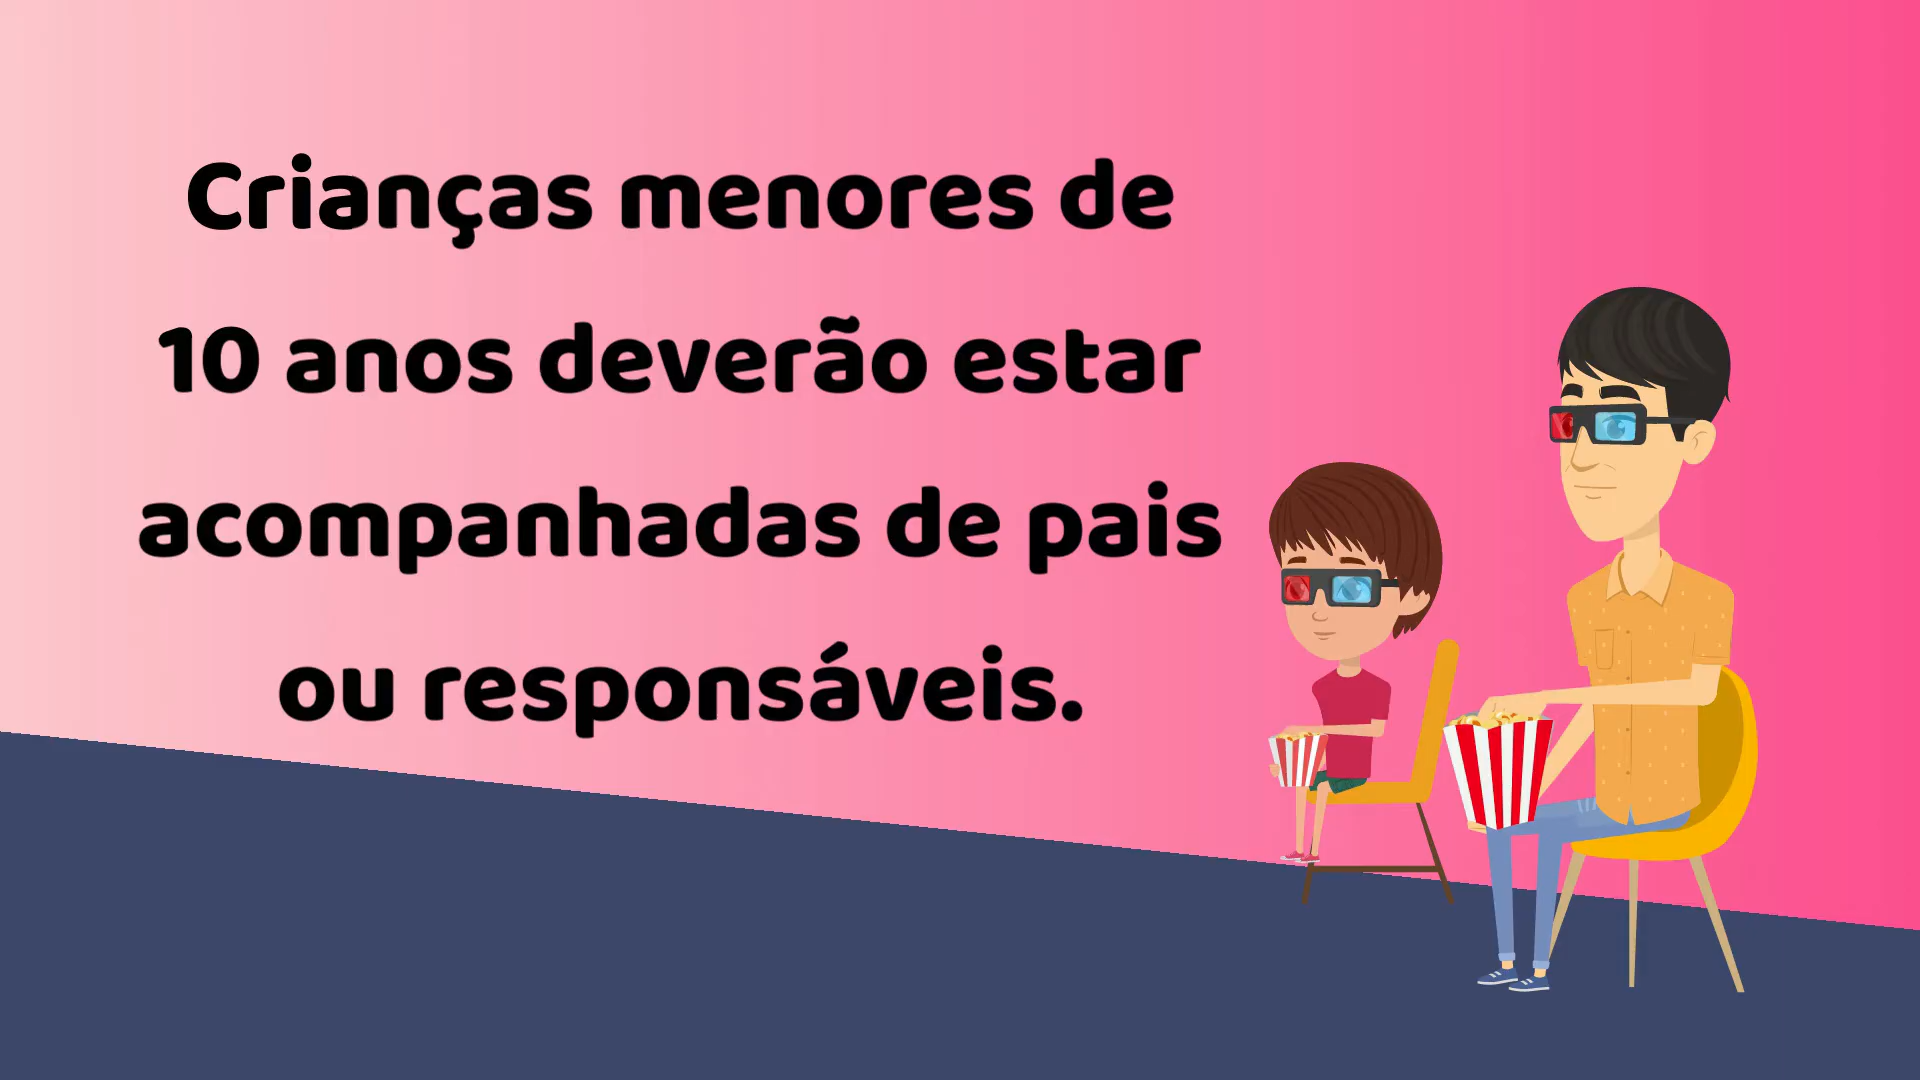 Crianças menores de
10 anos deverão estar
acompanhadas de pais
ou responsáveis.